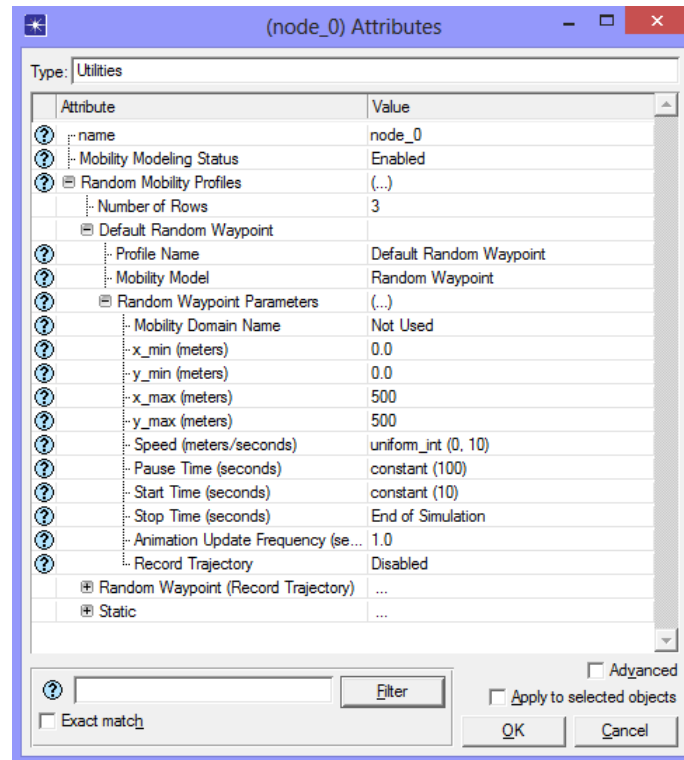 (node_0) Attributes
Type: Utilities
Attribute Value
name node_0
Mobility Modeling Status Enabled
Random Mobility Profiles (...)
Number of Rows 3
Default Random Waypoint
Profile Name Default Random Waypoint
Mobility Model Random Waypoint
Random Waypoint Parameters (...)
Mobility Domain Name Not Used
x_min (meters) 0.0
y_min (meters) 0.0
x_max (meters) 500
y_max (meters) 500
Speed (meters/seconds) uniform_int (0, 10)
Pause Time (seconds) constant (100)
Start Time (seconds) constant (10)
Stop Time (seconds) End of Simulation
Animation Update Frequency (se... 1.0
Record Trajectory Disabled
Random Waypoint (Record Trajectory) ...
Static ...
Advanced
Filter
Apply to selected objects
Exact match
OK Cancel